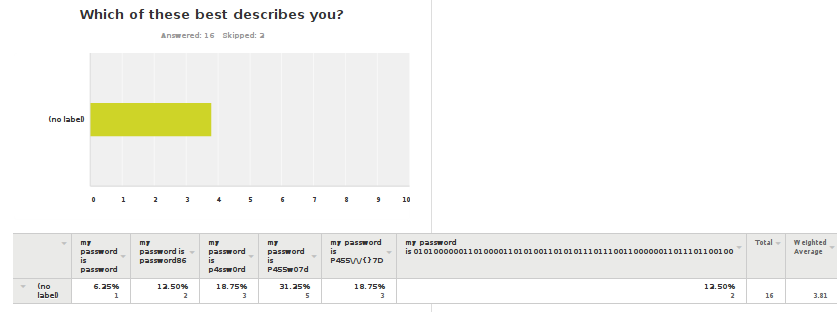 Which of these best describes you?
Answered: 16 Skipped: 2
(no label)
0 1 2 3 4 5 6 7 8 9 10
my password is password
my password is password86
my password is p4ssw0rd
my password is P455w07d
my password is P455\/\/{}7D
my password is 0101000000110100001101010011010101110111001100000011011101100100
Total
Weighted Average
(no label)
6.25% 1
12.50% 2
18.75% 3
31.25% 5
18.75% 3
12.50% 2
16
3.81